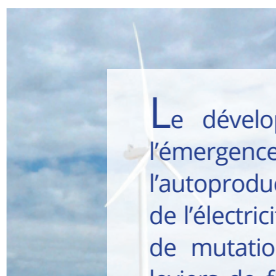 Le dévelop
l'émergence
l'autoproduc
de l'électrici
de mutatio